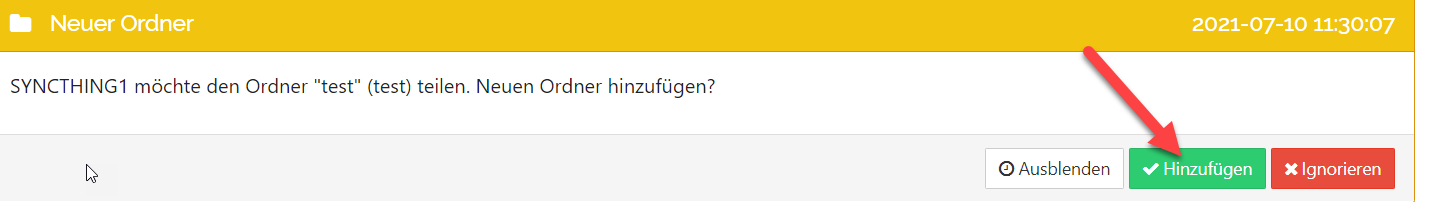 Neuer Ordner 2021-07-10 11:30:07
SYNCTHING1 möchte den Ordner "test" (test) teilen. Neuen Ordner hinzufügen?
Ausblenden Hinzufügen Ignorieren